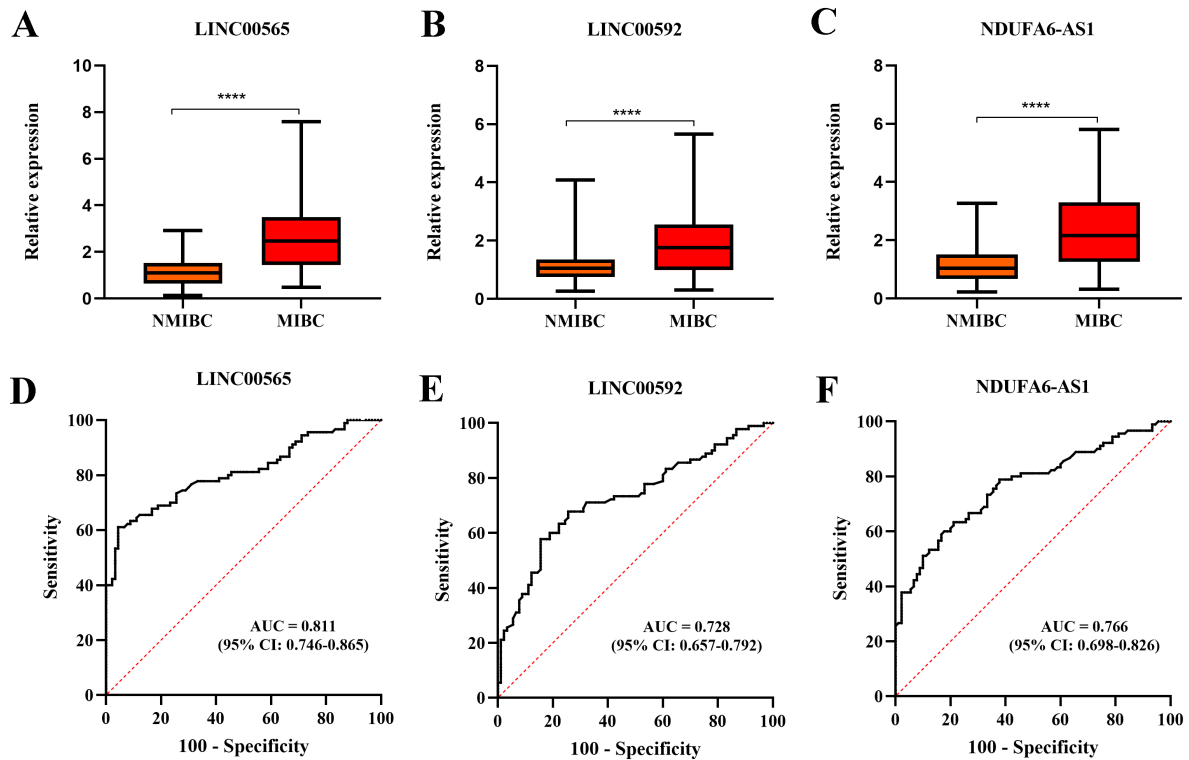 A
LINC00565
Relative expression
10
8
6
4
2
0
****
NMIBC
MIBC
B
LINC00592
Relative expression
8
6
4
2
0
****
NMIBC
MIBC
C
NDUFA6-AS1
Relative expression
8
6
4
2
0
****
NMIBC
MIBC
D
LINC00565
Sensitivity
100
80
60
40
20
0
AUC = 0.811
(95% CI: 0.746-0.865)
0 20 40 60 80 100
100 - Specificity
E
LINC00592
Sensitivity
100
80
60
40
20
0
AUC = 0.728
(95% CI: 0.657-0.792)
0 20 40 60 80 100
100 - Specificity
F
NDUFA6-AS1
Sensitivity
100
80
60
40
20
0
AUC = 0.766
(95% CI: 0.698-0.826)
0 20 40 60 80 100
100 - Specificity